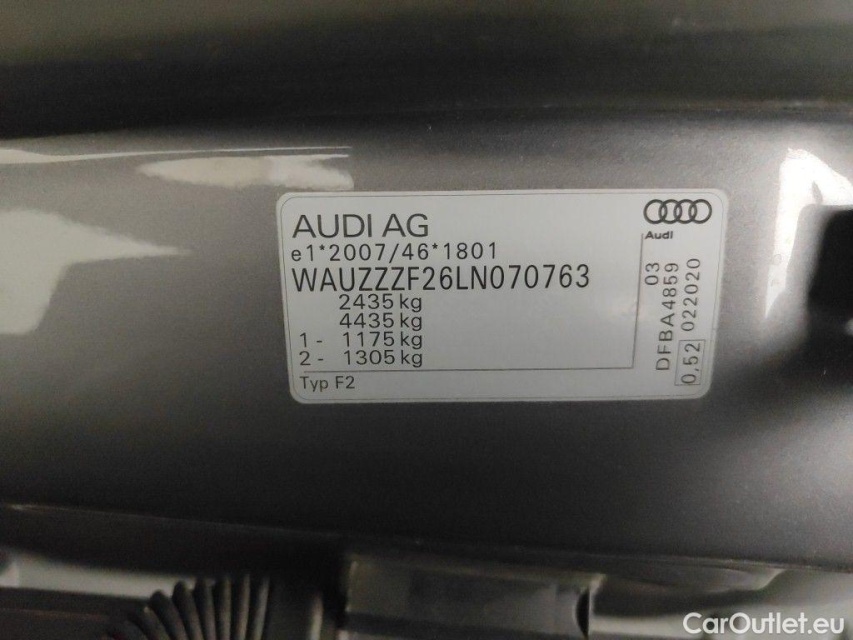 AUDI AG
e1*2007/46*1801
WAUZZZF26LN070763
2435 kg
4435 kg
1 - 1175 kg
2 - 1305 kg
Typ F2
Audi
DFBA4859 03
0,52 022020
CarOutlet.eu